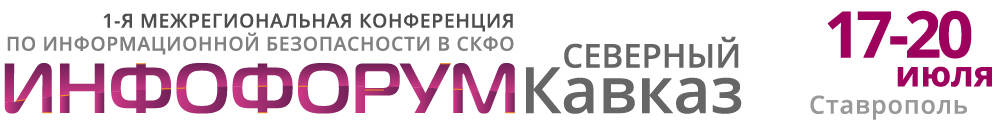 1-Я МЕЖРЕГИОНАЛЬНАЯ КОНФЕРЕНЦИЯ
ПО ИНФОРМАЦИОННОЙ БЕЗОПАСНОСТИ В СКФО
ИНФОФОРУМ
СЕВЕРНЫЙ
Кавказ
17-20
июля
Ставрополь